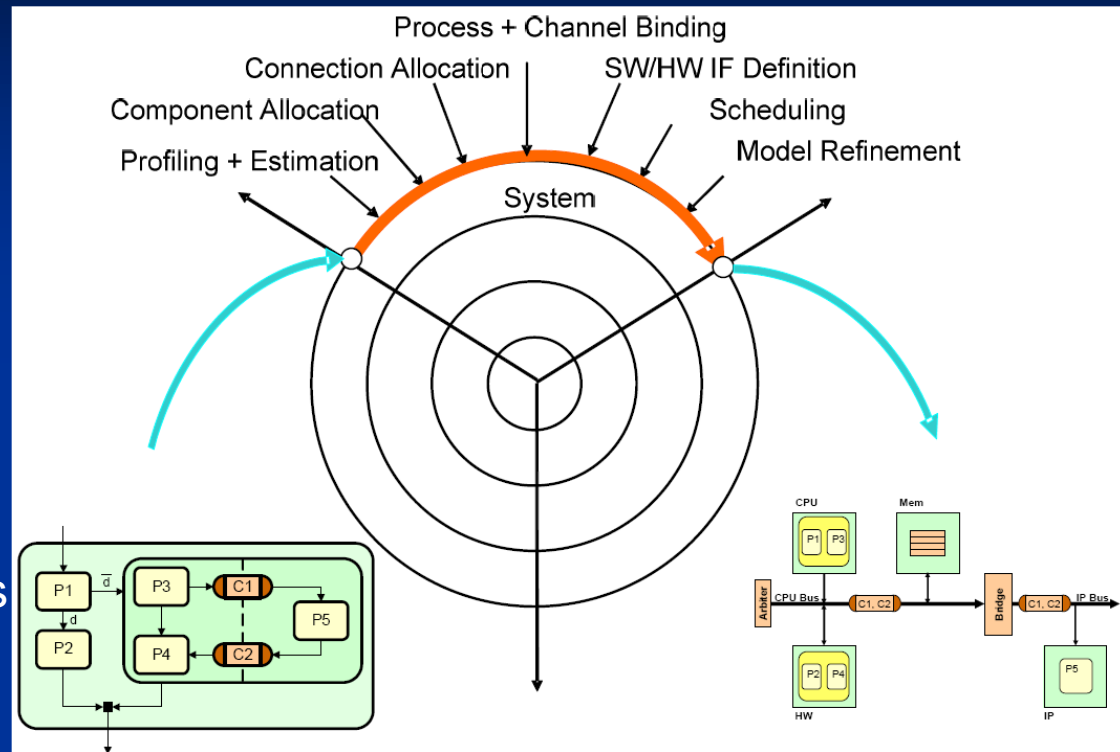 Process + Channel Binding
Connection Allocation
SW/HW IF Definition
Component Allocation
Scheduling
Profiling + Estimation
Model Refinement
System
s
P1
d̅
P3
C1
P5
d
P2
P4
C2
CPU
Mem
P1 P3
Arbiter
CPU Bus
C1, C2
Bridge
C1, C2
IP Bus
P2 P4
P5
HW
IP